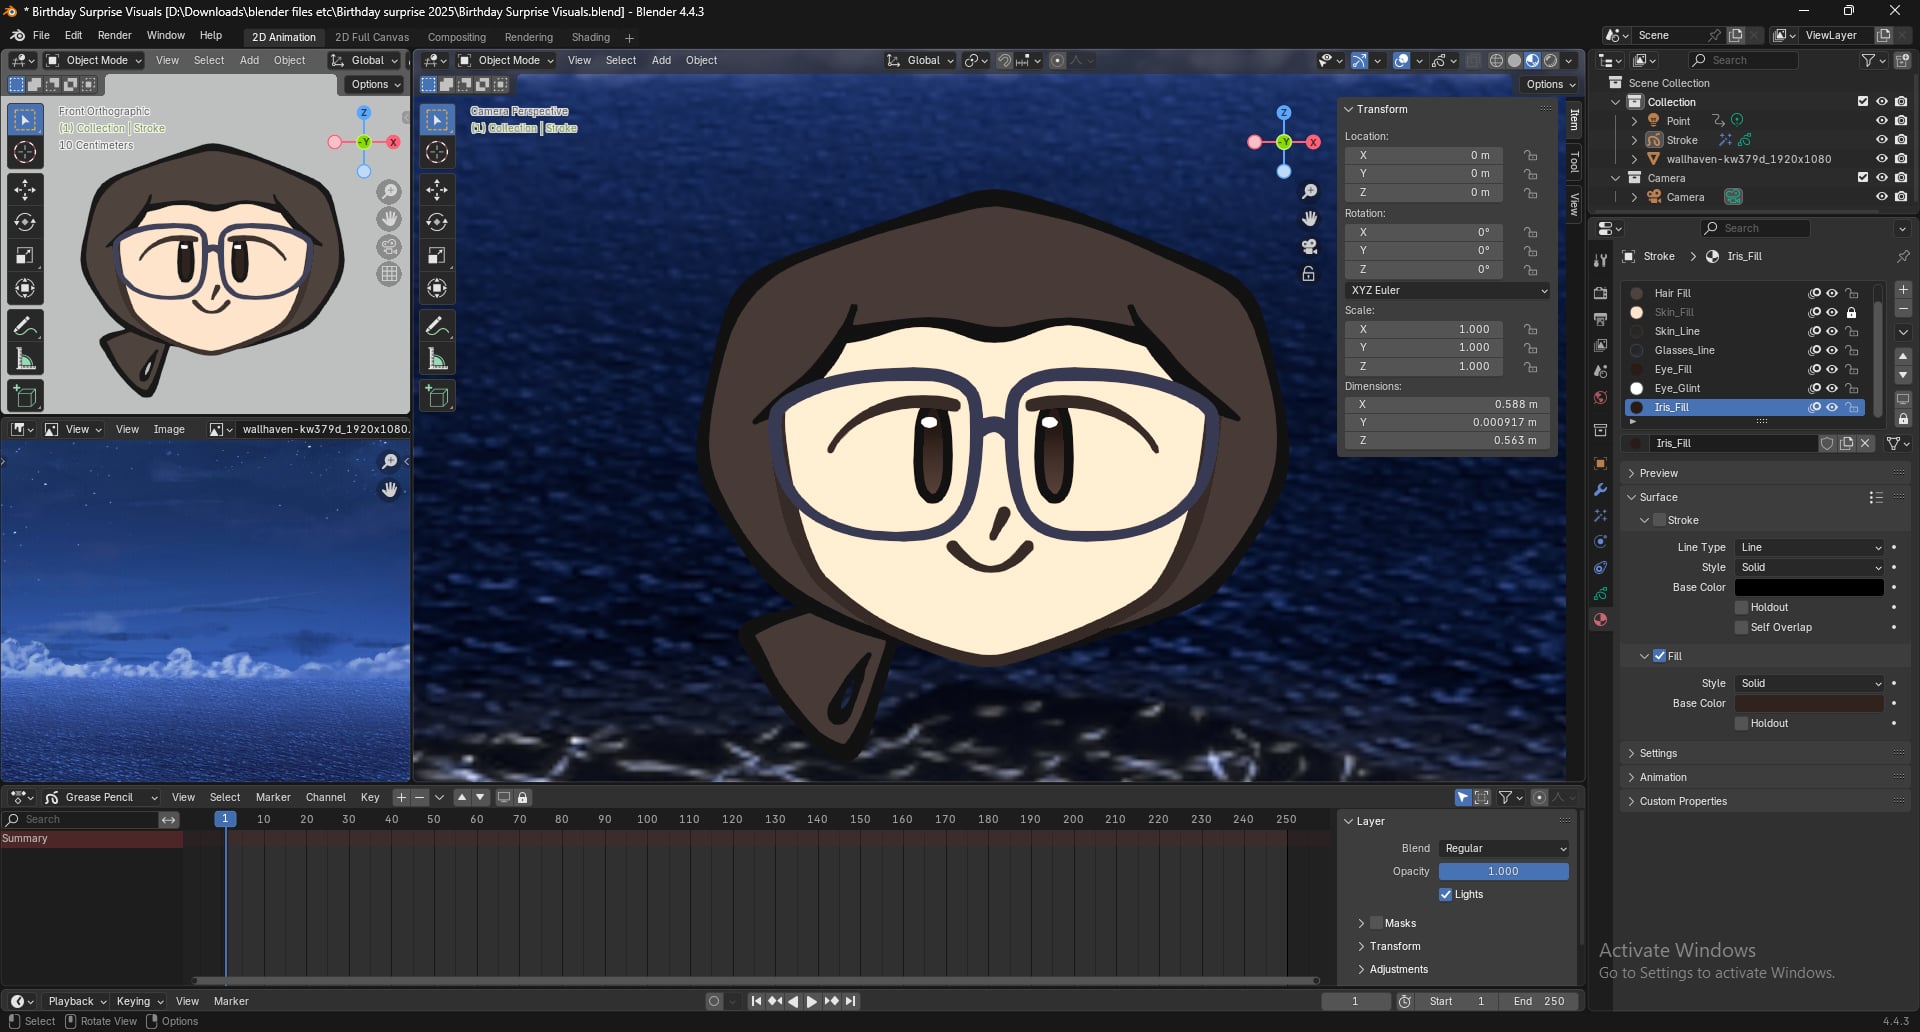 * Birthday Surprise Visuals [D:\Downloads\blender files etc\Birthday surprise 2025\Birthday Surprise Visuals.blend] - Blender 4.4.3
File Edit Render Window Help 2D Animation 2D Full Canvas Compositing Rendering Shading + Scene ViewLayer
Object Mode View Select Add Object Global
Options
Front Orthographic
(1) Collection | Stroke
10 Centimeters
Z
-Y
X
View View Image wallhaven-kw379d_1920x1080.
Object Mode View Select Add Object Global
Options
Camera Perspective
(1) Collection | Stroke
Z
-Y
X
Item
Tool
View
Transform
Location:
X 0 m
Y 0 m
Z 0 m
Rotation:
X 0°
Y 0°
Z 0°
XYZ Euler
Scale:
X 1.000
Y 1.000
Z 1.000
Dimensions:
X 0.588 m
Y 0.000917 m
Z 0.563 m
Search
Scene Collection
Collection
Point
Stroke
wallhaven-kw379d_1920x1080
Camera
Camera
Search
Stroke Iris_Fill
Hair Fill
Skin_Fill
Skin_Line
Glasses_line
Eye_Fill
Eye_Glint
Iris_Fill
Iris_Fill
Preview
Surface
Stroke
Line Type Line
Style Solid
Base Color
Holdout
Self Overlap
Fill
Style Solid
Base Color
Holdout
Settings
Animation
Custom Properties
Grease Pencil View Select Marker Channel Key
Search
1 10 20 30 40 50 60 70 80 90 100 110 120 130 140 150 160 170 180 190 200 210 220 230 240 250
Summary
Layer
Blend Regular
Opacity 1.000
Lights
Masks
Transform
Adjustments
Activate Windows
Go to Settings to activate Windows.
Playback Keying View Marker 1 Start 1 End 250
Select Rotate View Options 4.4.3